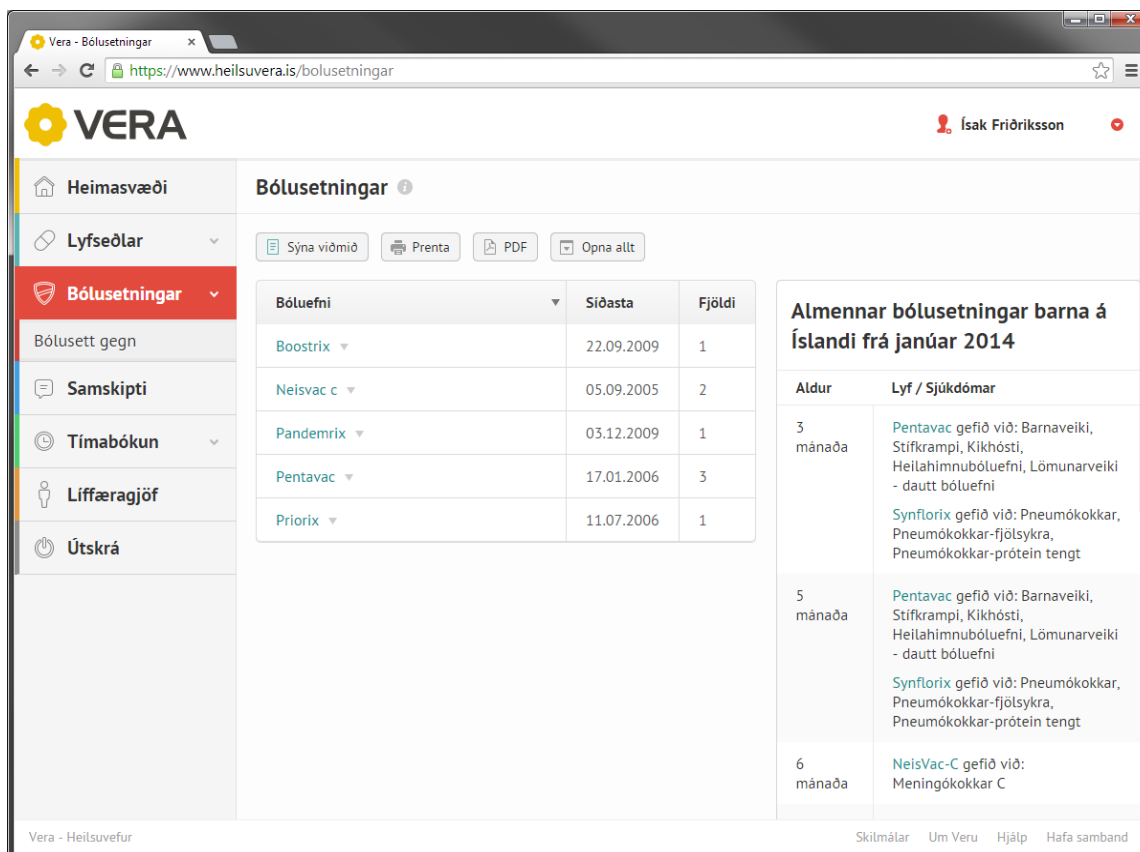 Vera - Bólusetningar
https://www.heilsuvera.is/bolusetningar
VERA
Ísak Friðriksson
Heimasvæði
Lyfseðlar
Bólusetningar
Bólusett gegn
Samskipti
Tímabókun
Líffæragjöf
Útskrá
Bólusetningar
Sýna viðmið
Prenta
PDF
Opna allt
Bóluefni Síðasta Fjöldi
Boostrix 22.09.2009 1
Neisvac c 05.09.2005 2
Pandemrix 03.12.2009 1
Pentavac 17.01.2006 3
Priorix 11.07.2006 1
Almennar bólusetningar barna á
Íslandi frá janúar 2014
Aldur Lyf / Sjúkdómar
3 mánaða
Pentavac gefið við: Barnaveiki,
Stífkrampi, Kikhósti,
Heilahimnubóluefni, Lömunarveiki
- dautt bóluefni
Synflorix gefið við: Pneumókokkar,
Pneumókokkar-fjölsykra,
Pneumókokkar-prótein tengt
5 mánaða
Pentavac gefið við: Barnaveiki,
Stífkrampi, Kikhósti,
Heilahimnubóluefni, Lömunarveiki
- dautt bóluefni
Synflorix gefið við: Pneumókokkar,
Pneumókokkar-fjölsykra,
Pneumókokkar-prótein tengt
6 mánaða
NeisVac-C gefið við:
Meningókokkar C
Vera - Heilsuvefur
Skilmálar Um Veru Hjálp Hafa samband